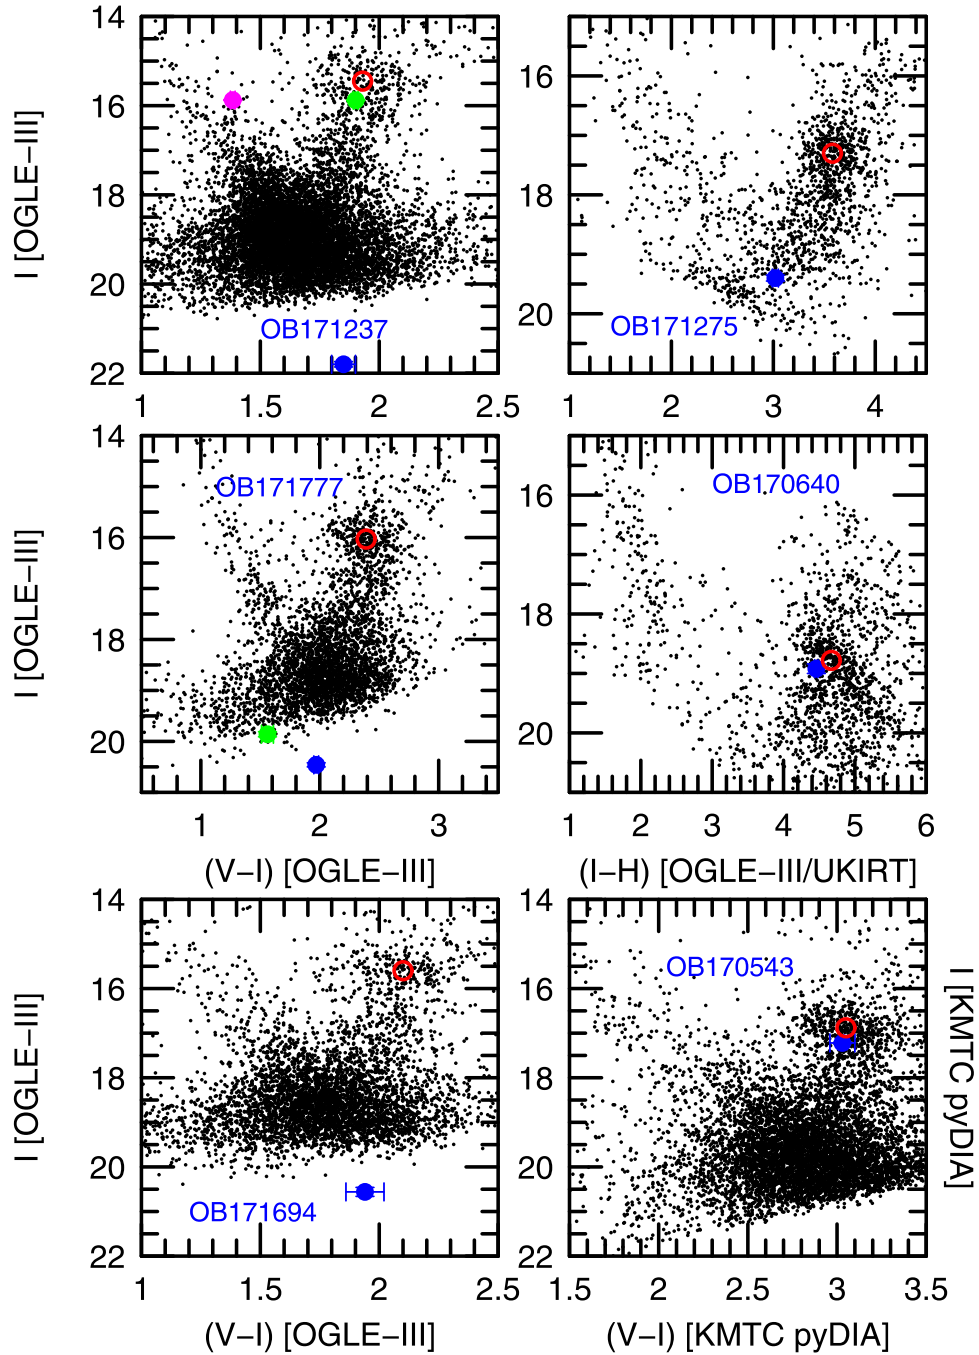 14
16
18
20
22
I [OGLE−III]
OB171237
1 1.5 2 2.5
16
18
20
OB171275
1 2 3 4
14
16
18
20
I [OGLE−III]
OB171777
1 2 3
(V−I) [OGLE−III]
16
18
20
OB170640
1 2 3 4 5 6
(I−H) [OGLE−III/UKIRT]
14
16
18
20
22
I [OGLE−III]
OB171694
1 1.5 2 2.5
(V−I) [OGLE−III]
14
16
18
20
22
OB170543
I [KMTC pyDIA]
1.5 2 2.5 3 3.5
(V−I) [KMTC pyDIA]